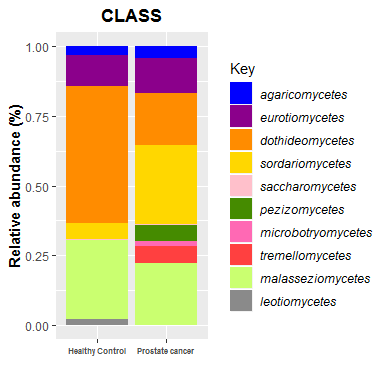 CLASS
Relative abundance (%)
1.00
0.75
0.50
0.25
0.00
Healthy Control
Prostate cancer
Key
agaricomycetes
eurotiomycetes
dothideomycetes
sordariomycetes
saccharomycetes
pezizomycetes
microbotryomycetes
tremellomycetes
malasseziomycetes
leotiomycetes